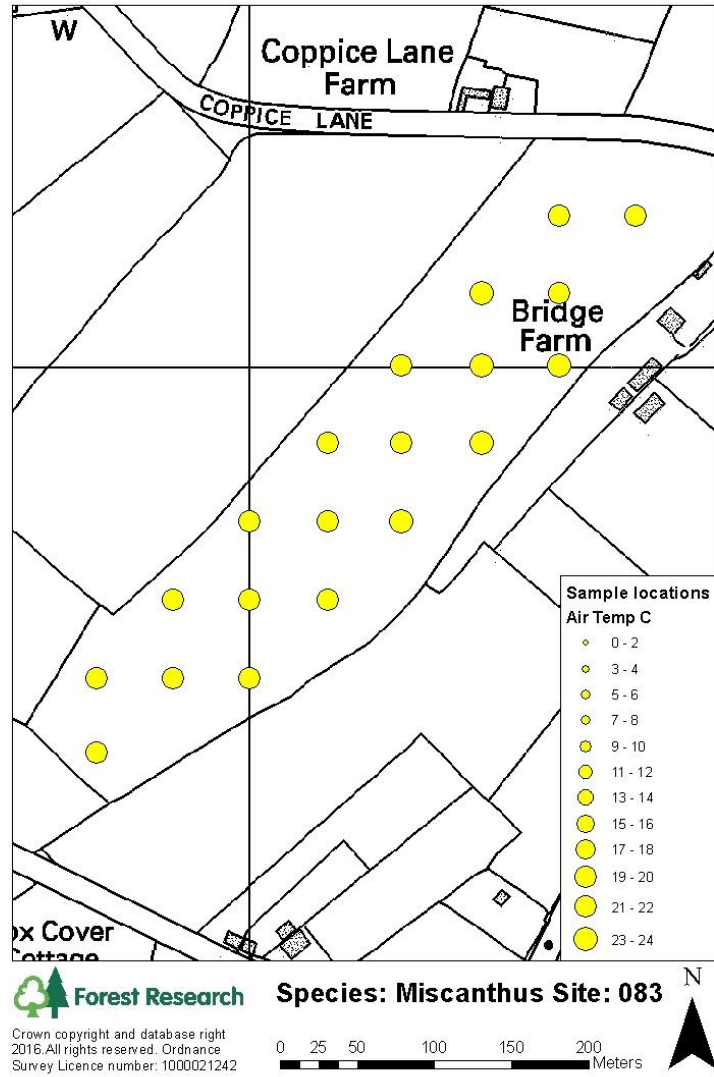 W
Coppice Lane
Farm
COPPICE LANE
Bridge
Farm
Sample locations
Air Temp C
0 - 2
3 - 4
5 - 6
7 - 8
9 - 10
11 - 12
13 - 14
15 - 16
17 - 18
19 - 20
21 - 22
23 - 24
ox Cover
Cottage
Forest Research
Species: Miscanthus Site: 083
N
Crown copyright and database right
2016.All rights reserved. Ordnance
Survey Licence number: 1000021242
0 25 50 100 150 200
Meters